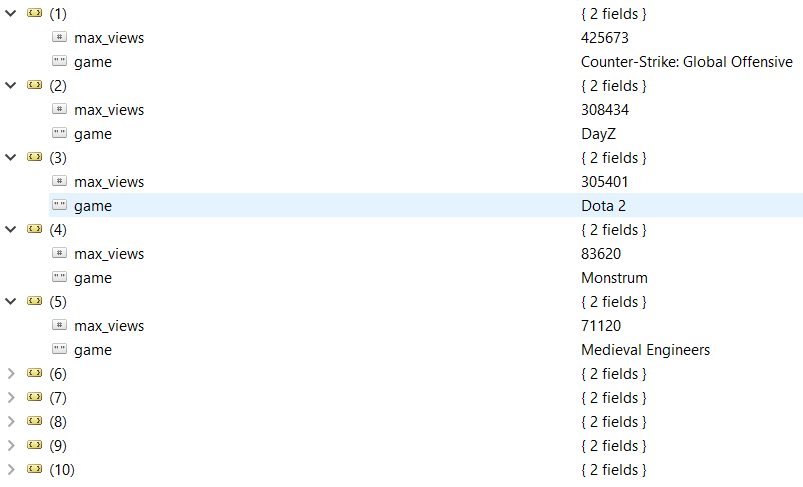 (1) { 2 fields }
# max_views 425673
"" game Counter-Strike: Global Offensive
(2) { 2 fields }
# max_views 308434
"" game DayZ
(3) { 2 fields }
# max_views 305401
"" game Dota 2
(4) { 2 fields }
# max_views 83620
"" game Monstrum
(5) { 2 fields }
# max_views 71120
"" game Medieval Engineers
(6) { 2 fields }
(7) { 2 fields }
(8) { 2 fields }
(9) { 2 fields }
(10) { 2 fields }